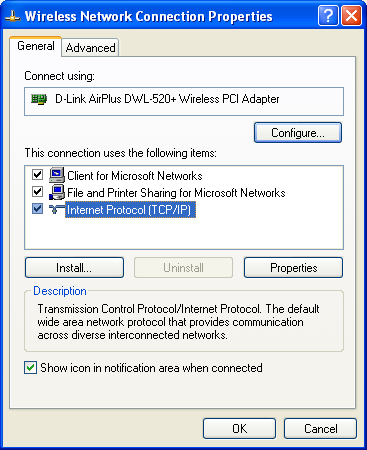 Wireless Network Connection Properties
General
Advanced
Connect using:
D-Link AirPlus DWL-520+ Wireless PCI Adapter
Configure...
This connection uses the following items:
Client for Microsoft Networks
File and Printer Sharing for Microsoft Networks
Internet Protocol (TCP/IP)
Install...
Uninstall
Properties
Description
Transmission Control Protocol/Internet Protocol. The default
wide area network protocol that provides communication
across diverse interconnected networks.
Show icon in notification area when connected
OK
Cancel